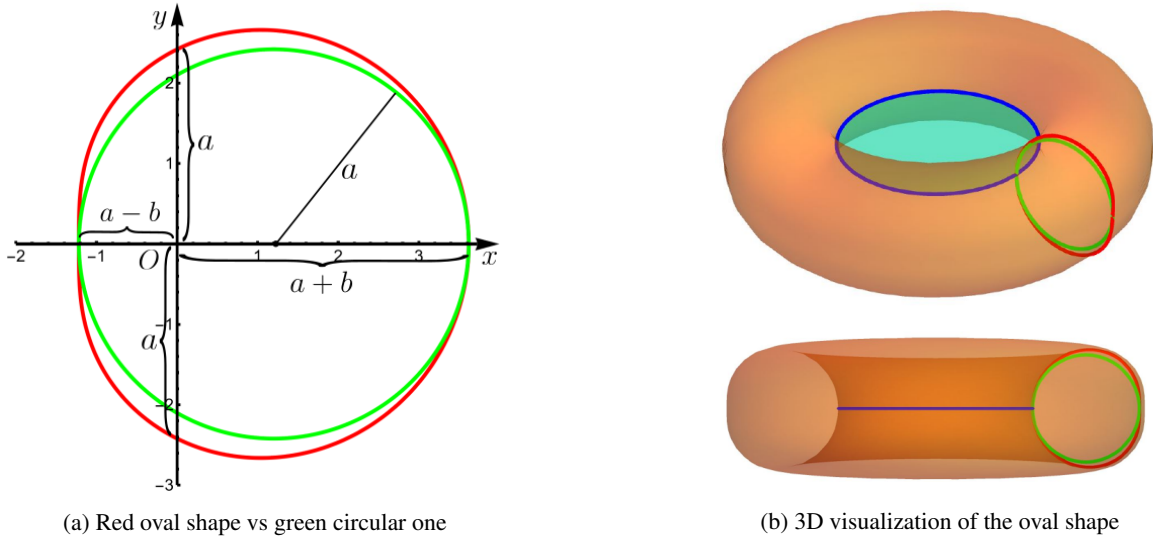 y
2
a
1
a
a − b
-2
-1
O
1
2
3
x
a + b
-1
a
-2
-3
(a) Red oval shape vs green circular one
(b) 3D visualization of the oval shape